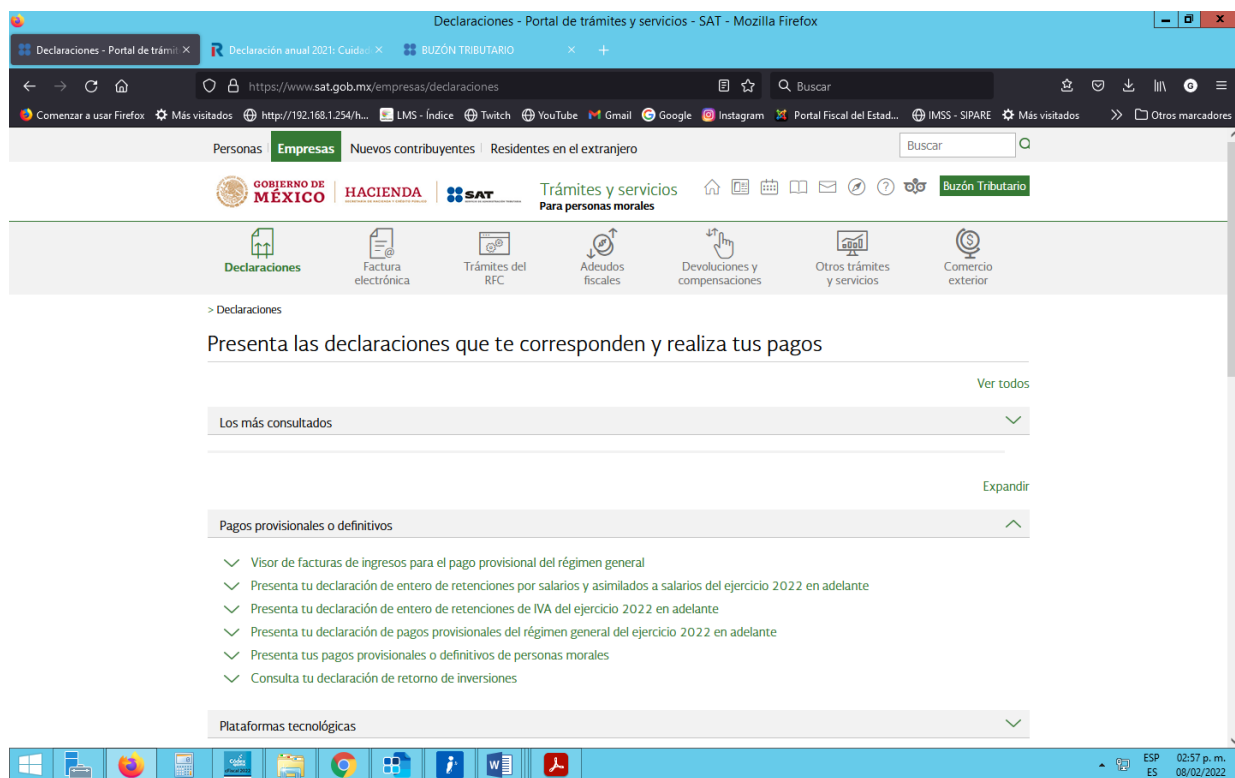 Declaraciones - Portal de trámites y servicios - SAT - Mozilla Firefox
Declaraciones - Portal de trámit
Declaración anual 2021: Cuidad
BUZÓN TRIBUTARIO
https://www.sat.gob.mx/empresas/declaraciones
Buscar
Comenzar a usar Firefox
Más visitados
http://192.168.1.254/h...
LMS - Índice
Twitch
YouTube
Gmail
Google
Instagram
Portal Fiscal del Estad...
IMSS - SIPARE
Más visitados
Otros marcadores
Personas
Empresas
Nuevos contribuyentes
Residentes en el extranjero
Buscar
GOBIERNO DE
MÉXICO
HACIENDA
SAT
Trámites y servicios
Para personas morales
Buzón Tributario
Declaraciones
Factura
electrónica
Trámites del
RFC
Adeudos
fiscales
Devoluciones y
compensaciones
Otros trámites
y servicios
Comercio
exterior
> Declaraciones
Presenta las declaraciones que te corresponden y realiza tus pagos
Ver todos
Los más consultados
Expandir
Pagos provisionales o definitivos
Visor de facturas de ingresos para el pago provisional del régimen general
Presenta tu declaración de entero de retenciones por salarios y asimilados a salarios del ejercicio 2022 en adelante
Presenta tu declaración de entero de retenciones de IVA del ejercicio 2022 en adelante
Presenta tu declaración de pagos provisionales del régimen general del ejercicio 2022 en adelante
Presenta tus pagos provisionales o definitivos de personas morales
Consulta tu declaración de retorno de inversiones
Plataformas tecnológicas
ESP
ES
02:57 p. m.
08/02/2022